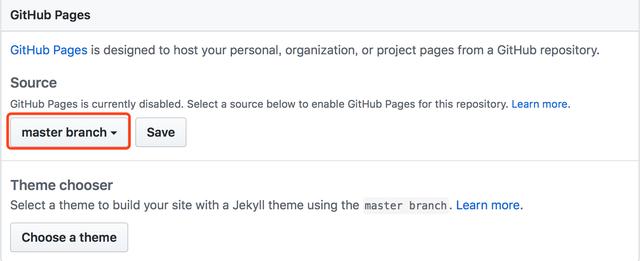 GitHub Pages
GitHub Pages is designed to host your personal, organization, or project pages from a GitHub repository.
Source
GitHub Pages is currently disabled. Select a source below to enable GitHub Pages for this repository. Learn more.
master branch Save
Theme chooser
Select a theme to build your site with a Jekyll theme using the master branch. Learn more.
Choose a theme